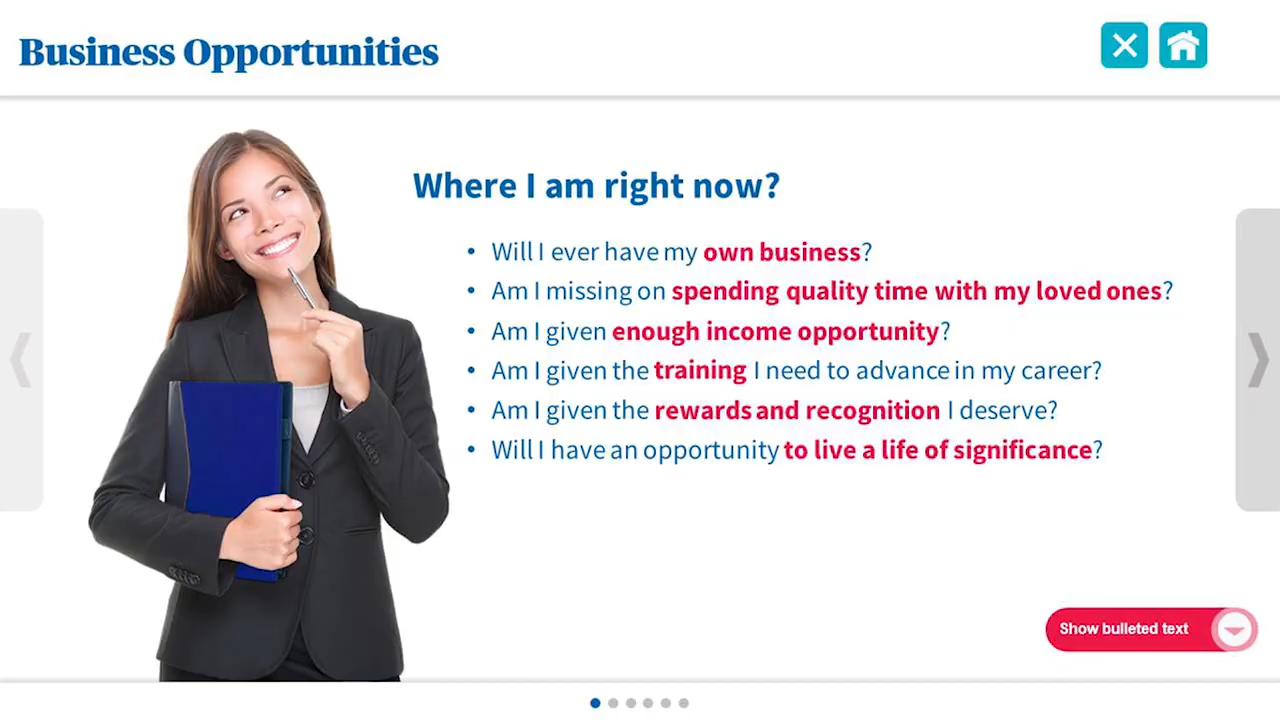 Business Opportunities
Where I am right now?
• Will I ever have my own business?
• Am I missing on spending quality time with my loved ones?
• Am I given enough income opportunity?
• Am I given the training I need to advance in my career?
• Am I given the rewards and recognition I deserve?
• Will I have an opportunity to live a life of significance?
Show bulleted text